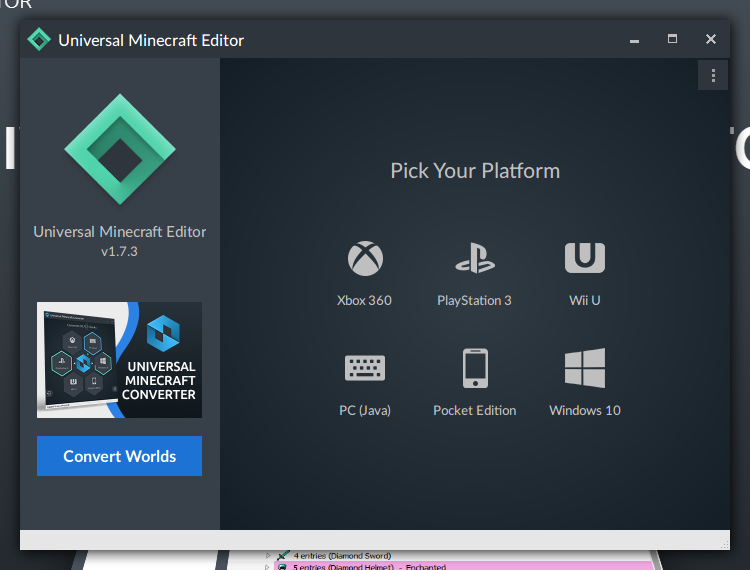 TOR
Universal Minecraft Editor
Pick Your Platform
Universal Minecraft Editor
v1.7.3
Xbox 360
PlayStation 3
Wii U
UNIVERSAL
MINECRAFT
CONVERTER
PC (Java)
Pocket Edition
Windows 10
Convert Worlds
4 entries (Diamond Sword)
5 entries (Diamond Helmet) - Enchanted